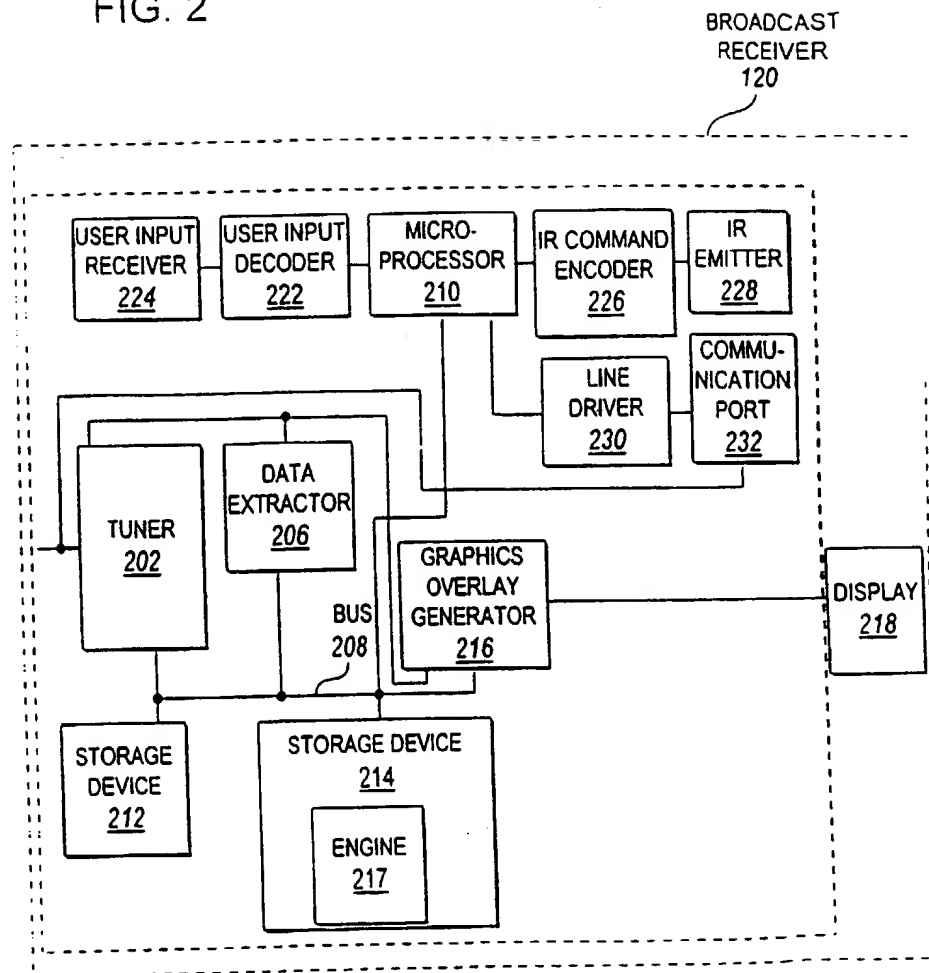 FIG. 2
BROADCAST
RECEIVER
120
USER INPUT
RECEIVER
224
USER INPUT
DECODER
222
MICRO-
PROCESSOR
210
IR COMMAND
ENCODER
226
IR
EMITTER
228
LINE
DRIVER
230
COMMU-
NICATION
PORT
232
TUNER
202
DATA
EXTRACTOR
206
GRAPHICS
OVERLAY
GENERATOR
216
DISPLAY
218
BUS
208
STORAGE
DEVICE
212
STORAGE DEVICE
214
ENGINE
217